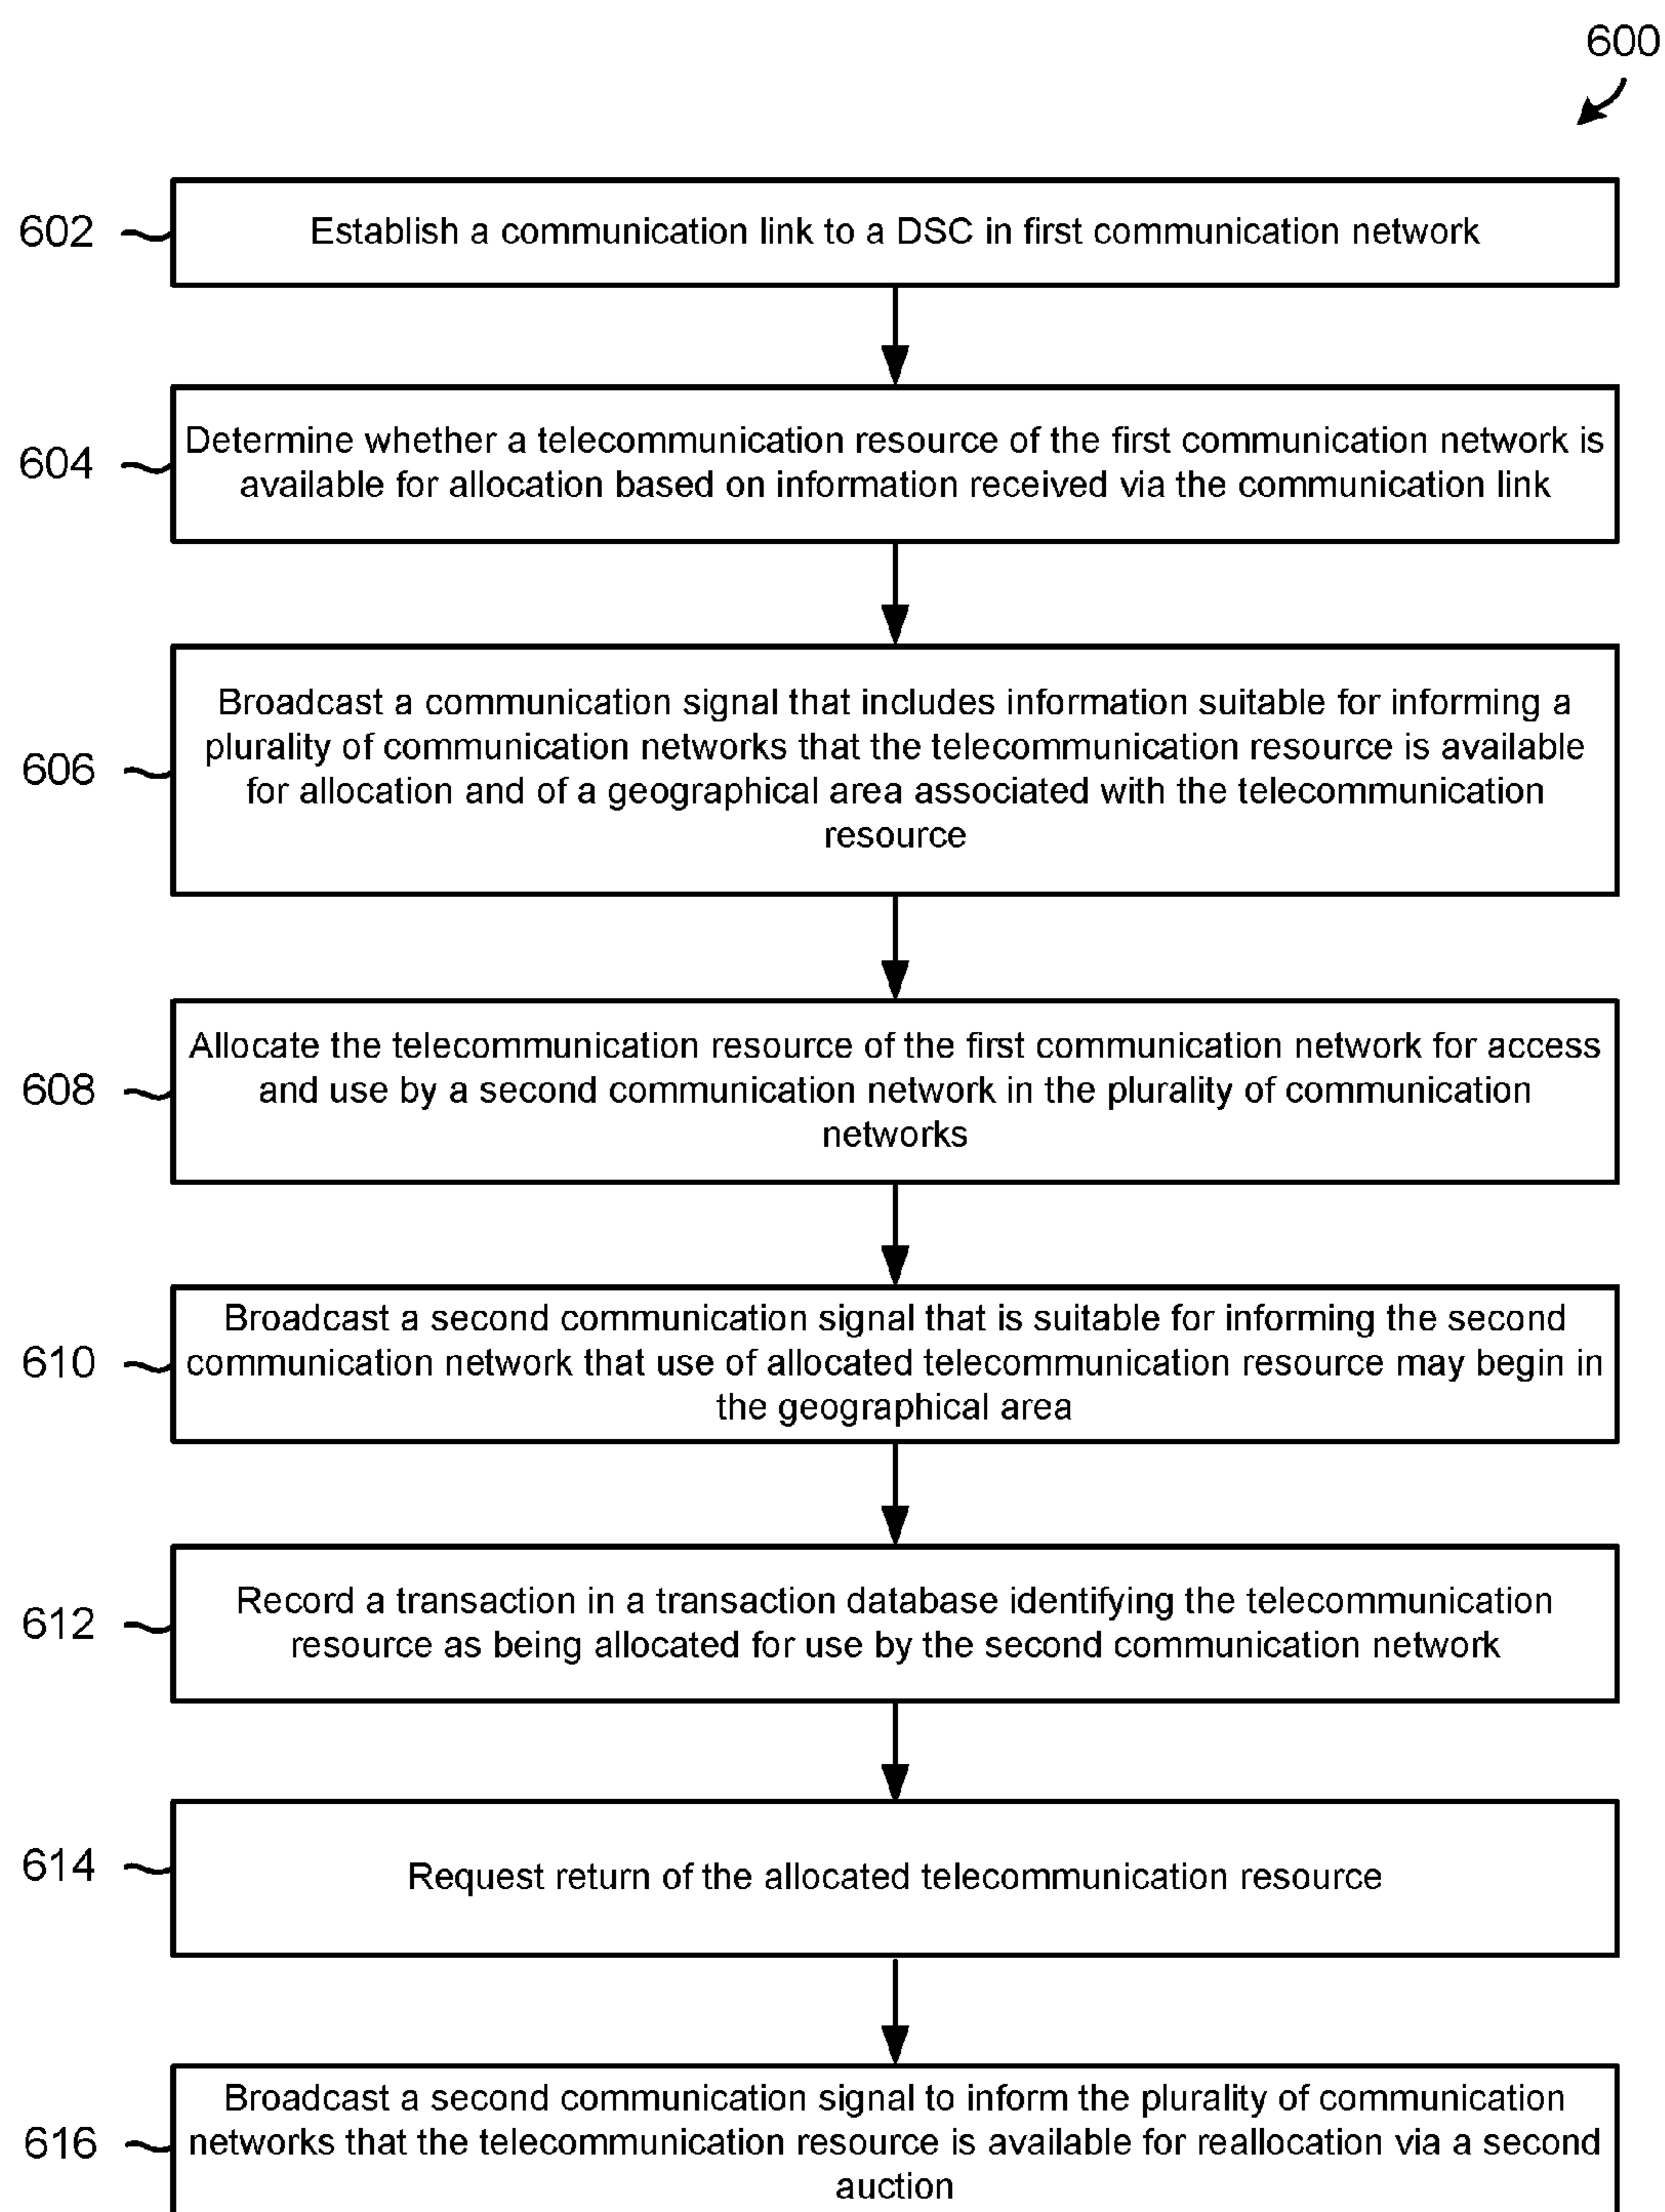 600
602
Establish a communication link to a DSC in first communication network
604
Determine whether a telecommunication resource of the first communication network is
available for allocation based on information received via the communication link
606
Broadcast a communication signal that includes information suitable for informing a
plurality of communication networks that the telecommunication resource is available
for allocation and of a geographical area associated with the telecommunication
resource
608
Allocate the telecommunication resource of the first communication network for access
and use by a second communication network in the plurality of communication
networks
610
Broadcast a second communication signal that is suitable for informing the second
communication network that use of allocated telecommunication resource may begin in
the geographical area
612
Record a transaction in a transaction database identifying the telecommunication
resource as being allocated for use by the second communication network
614
Request return of the allocated telecommunication resource
616
Broadcast a second communication signal to inform the plurality of communication
networks that the telecommunication resource is available for reallocation via a second
auction